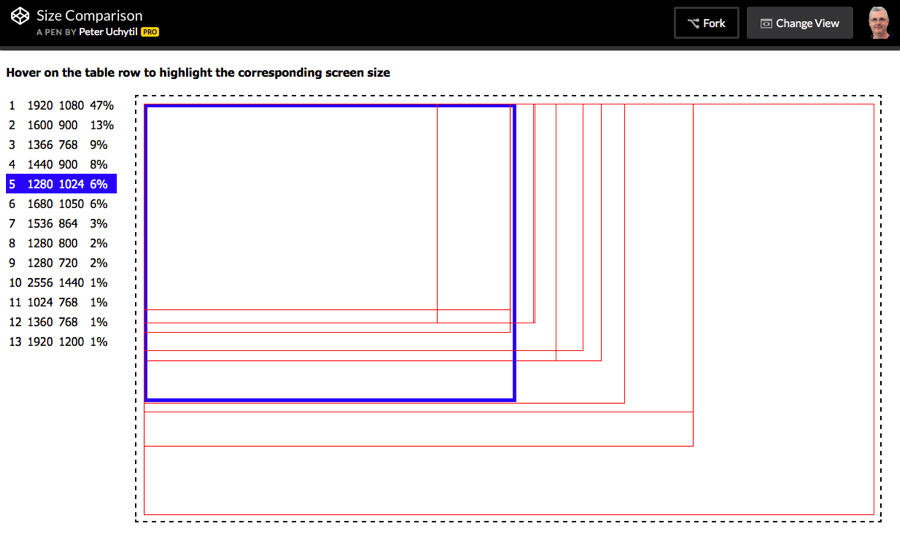 Size Comparison
A PEN BY Peter Uchytil PRO
Fork
Change View
Hover on the table row to highlight the corresponding screen size
1 1920 1080 47%
2 1600 900 13%
3 1366 768 9%
4 1440 900 8%
5 1280 1024 6%
6 1680 1050 6%
7 1536 864 3%
8 1280 800 2%
9 1280 720 2%
10 2556 1440 1%
11 1024 768 1%
12 1360 768 1%
13 1920 1200 1%